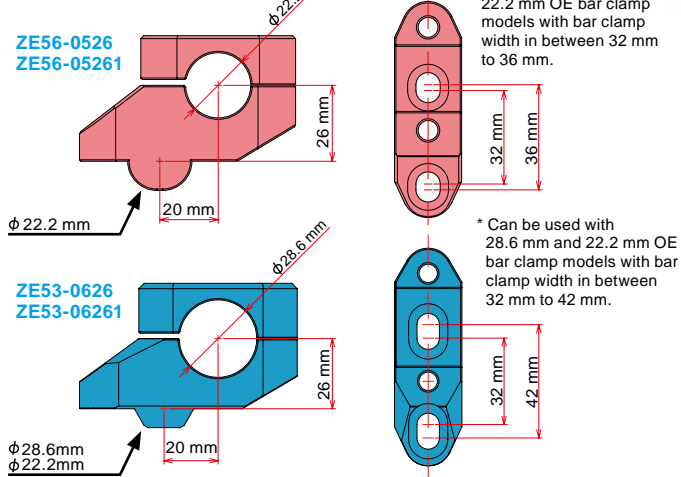 22.2 mm OE bar clamp
models with bar clamp
width in between 32 mm
to 36 mm.
ZE56-0526
ZE56-05261
26 mm
32 mm
36 mm
20 mm
ϕ 22.2 mm
* Can be used with
28.6 mm and 22.2 mm OE
bar clamp models with bar
clamp width in between
32 mm to 42 mm.
ϕ28.6 mm
ZE53-0626
ZE53-06261
26 mm
32 mm
42 mm
20 mm
ϕ28.6mm
ϕ22.2mm